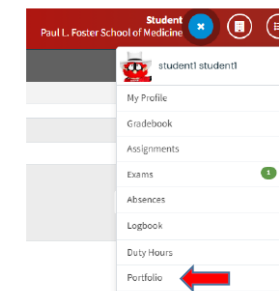 Student
Paul L. Foster School of Medicine
student1 student1
My Profile
Gradebook
Assignments
Exams
1
Absences
Logbook
Duty Hours
Portfolio